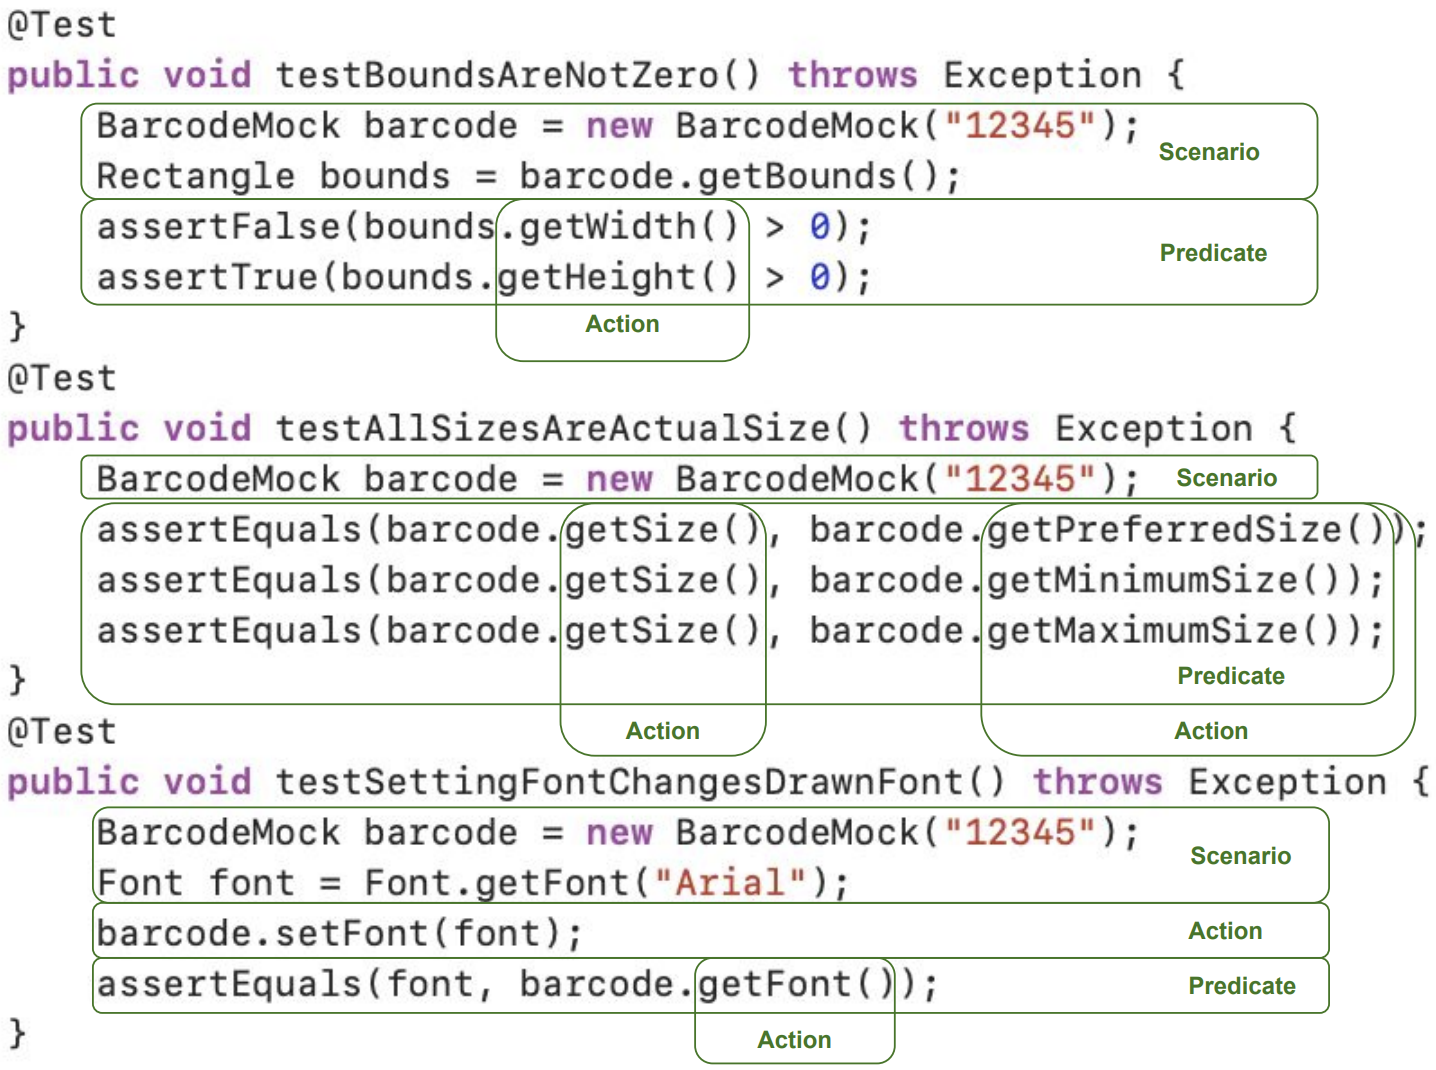 @Test
public void testBoundsAreNotZero() throws Exception {
BarcodeMock barcode = new BarcodeMock("12345");
Scenario
Rectangle bounds = barcode.getBounds();
assertFalse(bounds.getWidth() > 0);
Predicate
assertTrue(bounds.getHeight() > 0);
Action
}
@Test
public void testAllSizesAreActualSize() throws Exception {
BarcodeMock barcode = new BarcodeMock("12345"); Scenario
assertEquals(barcode.getSize(), barcode.getPreferredSize());
assertEquals(barcode.getSize(), barcode.getMinimumSize());
assertEquals(barcode.getSize(), barcode.getMaximumSize());
} Predicate
@Test Action Action
public void testSettingFontChangesDrawnFont() throws Exception {
BarcodeMock barcode = new BarcodeMock("12345");
Scenario
Font font = Font.getFont("Arial");
barcode.setFont(font); Action
assertEquals(font, barcode.getFont()); Predicate
} Action